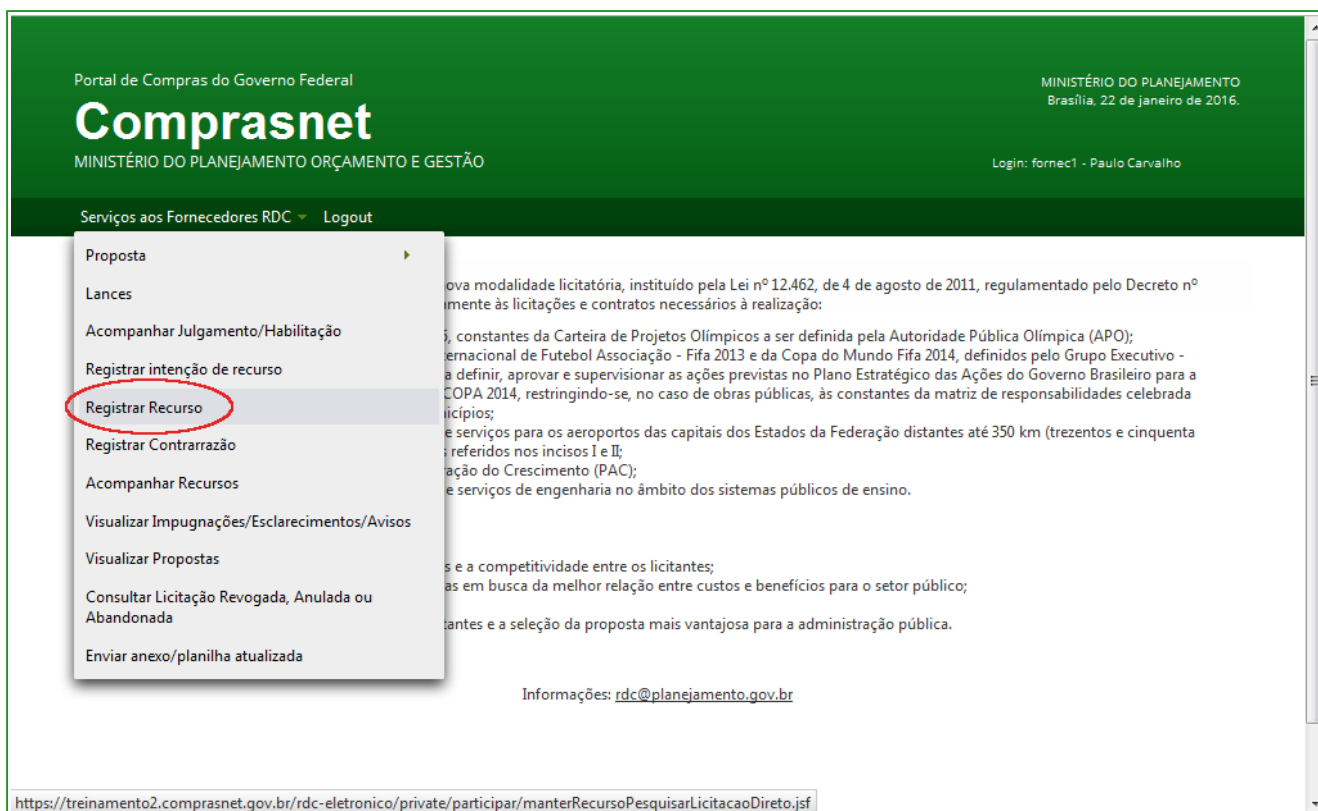 Portal de Compras do Governo Federal
Comprasnet
MINISTÉRIO DO PLANEJAMENTO ORÇAMENTO E GESTÃO
MINISTÉRIO DO PLANEJAMENTO
Brasília, 22 de janeiro de 2016.
Login: fornec1 - Paulo Carvalho
Serviços aos Fornecedores RDC Logout
Proposta
Lances
Acompanhar Julgamento/Habilitação
Registrar intenção de recurso
Registrar Recurso
Registrar Contrarrazão
Acompanhar Recursos
Visualizar Impugnações/Esclarecimentos/Avisos
Visualizar Propostas
Consultar Licitação Revogada, Anulada ou
Abandonada
Enviar anexo/planilha atualizada
ova modalidade licitatória, instituído pela Lei nº 12.462, de 4 de agosto de 2011, regulamentado pelo Decreto nº
mente às licitações e contratos necessários à realização:
, constantes da Carteira de Projetos Olímpicos a ser definida pela Autoridade Pública Olímpica (APO);
ernacional de Futebol Associação - Fifa 2013 e da Copa do Mundo Fifa 2014, definidos pelo Grupo Executivo -
a definir, aprovar e supervisionar as ações previstas no Plano Estratégico das Ações do Governo Brasileiro para a
COPA 2014, restringindo-se, no caso de obras públicas, às constantes da matriz de responsabilidades celebrada
icípios;
e serviços para os aeroportos das capitais dos Estados da Federação distantes até 350 km (trezentos e cinquenta
s referidos nos incisos I e II;
ração do Crescimento (PAC);
e serviços de engenharia no âmbito dos sistemas públicos de ensino.
s e a competitividade entre os licitantes;
as em busca da melhor relação entre custos e benefícios para o setor público;
tantes e a seleção da proposta mais vantajosa para a administração pública.
Informações: rdc@planejamento.gov.br
https://treinamento2.comprasnet.gov.br/rdc-eletronico/private/participar/manterRecursoPesquisarLicitacaoDireto.jsf